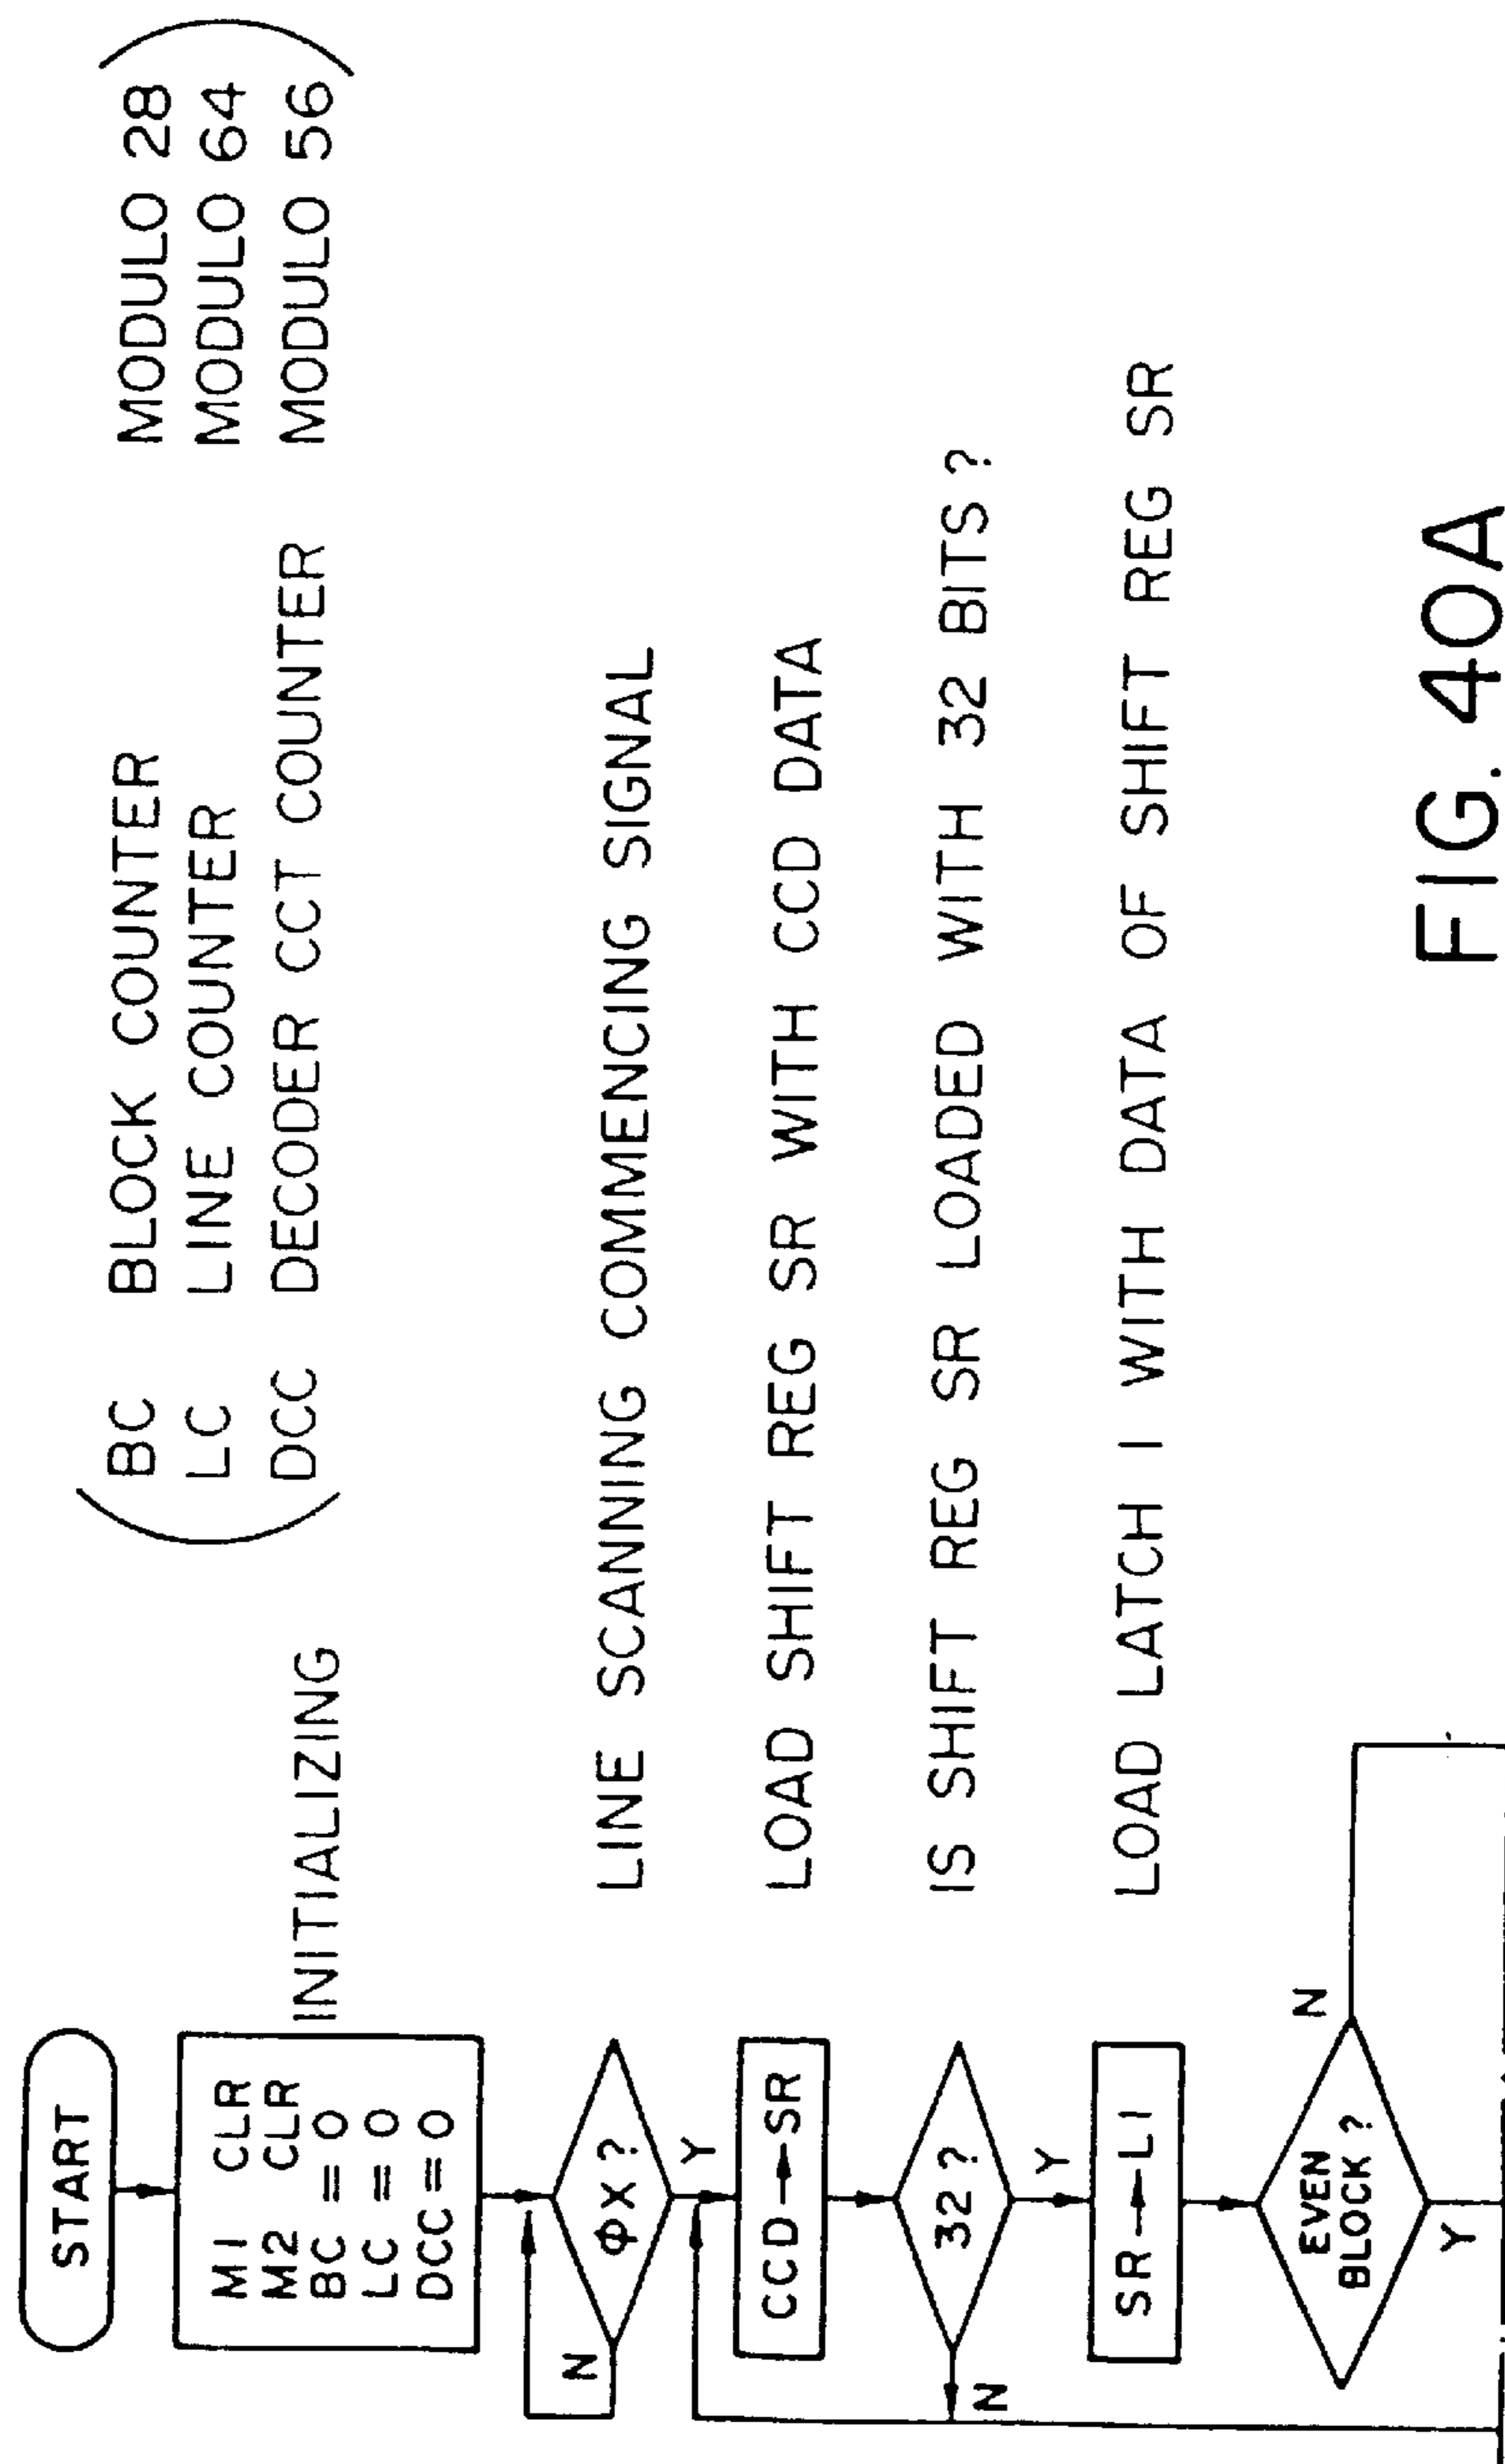 START
M1 CLR
M2 CLR
BC = 0
LC = 0
DCC = 0
INITIALIZING
BC BLOCK COUNTER MODULO 28
LC LINE COUNTER MODULO 64
DCC DECODER CCT COUNTER MODULO 56
ΦX ?
N
Y
LINE SCANNING COMMENCING SIGNAL
CCD→SR
LOAD SHIFT REG SR WITH CCD DATA
32 ?
N
Y
IS SHIFT REG SR LOADED WITH 32 BITS ?
SR→L1
LOAD LATCH 1 WITH DATA OF SHIFT REG SR
EVEN
BLOCK ?
N
Y
FIG. 40A